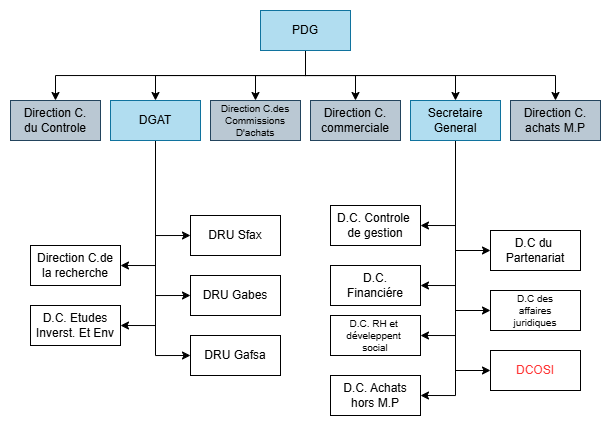 PDG
Direction C.
du Controle
DGAT
Direction C.des
Commissions
D'achats
Direction C.
commerciale
Secretaire
General
Direction C.
achats M.P
DRU Sfax
Direction C.de
la recherche
DRU Gabes
D.C. Etudes
Inverst. Et Env
DRU Gafsa
D.C. Controle
de gestion
D.C du
Partenariat
D.C.
Financiére
D.C des
affaires
juridiques
D.C. RH et
développent
social
DCOSI
D.C. Achats
hors M.P